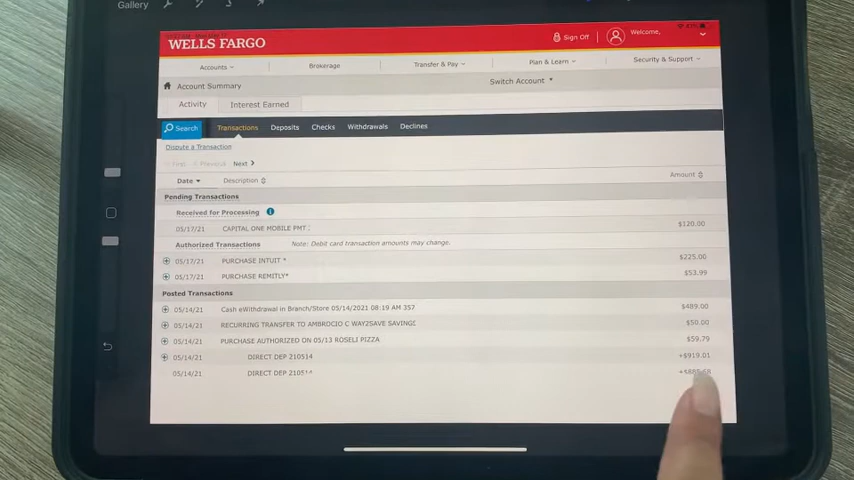 Gallery
WELLS FARGO
Sign Off
Welcome,
Accounts
Brokerage
Transfer & Pay
Plan & Learn
Security & Support
Account Summary
Switch Account
Activity
Interest Earned
Search
Transactions
Deposits
Checks
Withdrawals
Declines
Dispute a Transaction
First
Previous
Next
Date
Description
Amount
Pending Transactions
Received for Processing
05/17/21 CAPITAL ONE MOBILE PMT $120.00
Authorized Transactions Note: Debit card transaction amounts may change.
05/17/21 PURCHASE INTUIT * $225.00
05/17/21 PURCHASE REMITLY* $53.99
Posted Transactions
05/14/21 Cash eWithdrawal in Branch/Store 05/14/2021 08:19 AM 357 $489.00
05/14/21 RECURRING TRANSFER TO AMBROCIO C WAY2SAVE SAVINGS $50.00
05/14/21 PURCHASE AUTHORIZED ON 05/13 ROSELI PIZZA $59.79
05/14/21 DIRECT DEP 210514 +$919.01
05/14/21 DIRECT DEP 210514